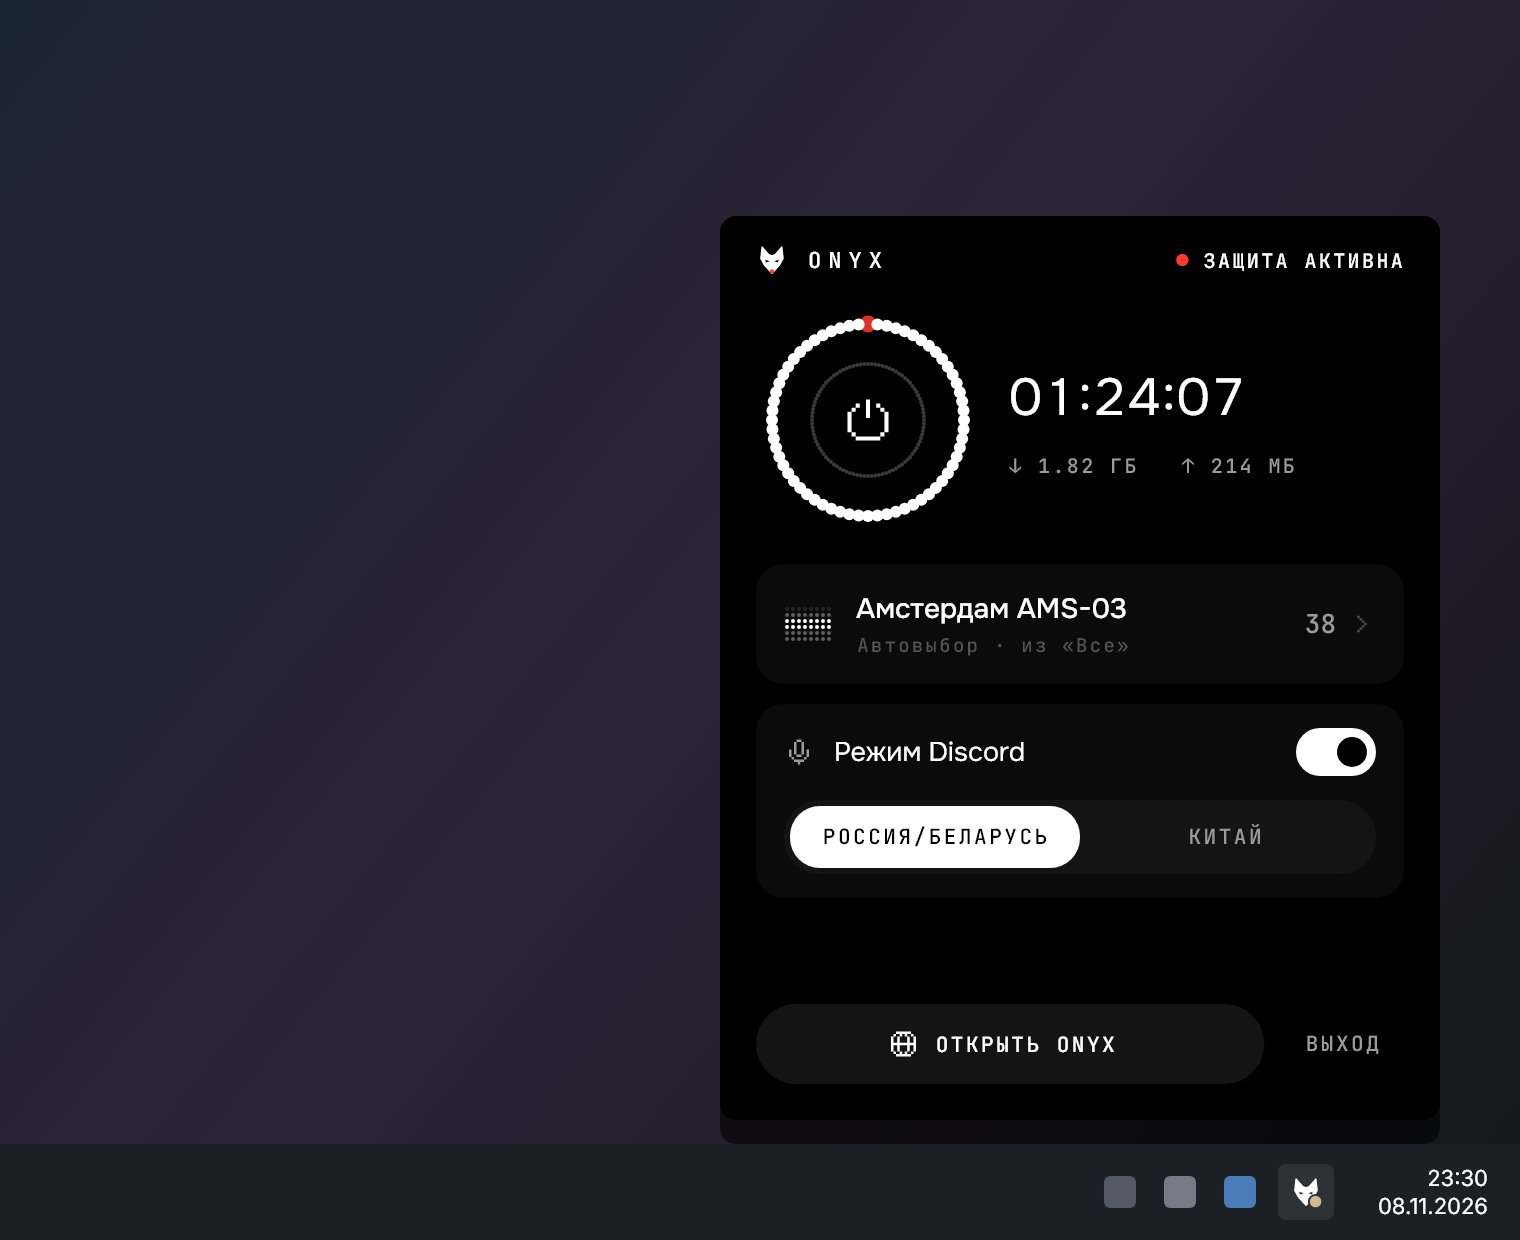 ONYX
ЗАЩИТА АКТИВНА
01:24:07
↓ 1.82 ГБ ↑ 214 МБ
Амстердам AMS-03
Автовыбор · из «Все»
38
Режим Discord
РОССИЯ/БЕЛАРУСЬ
КИТАЙ
ОТКРЫТЬ ONYX
ВЫХОД
23:30
08.11.2026